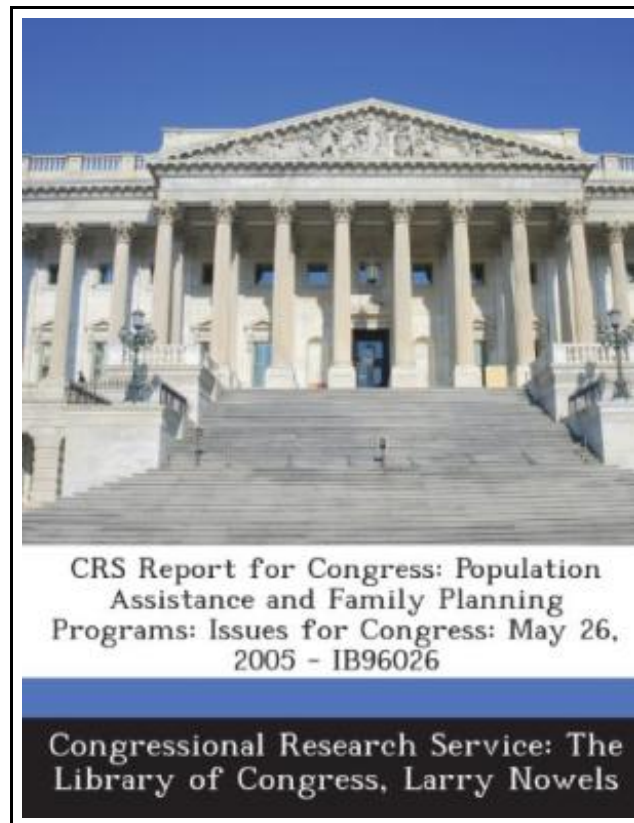 CRS Report for Congress: Population
Assistance and Family Planning
Programs: Issues for Congress: May 26,
2005 - IB96026
Congressional Research Service: The
Library of Congress, Larry Nowels